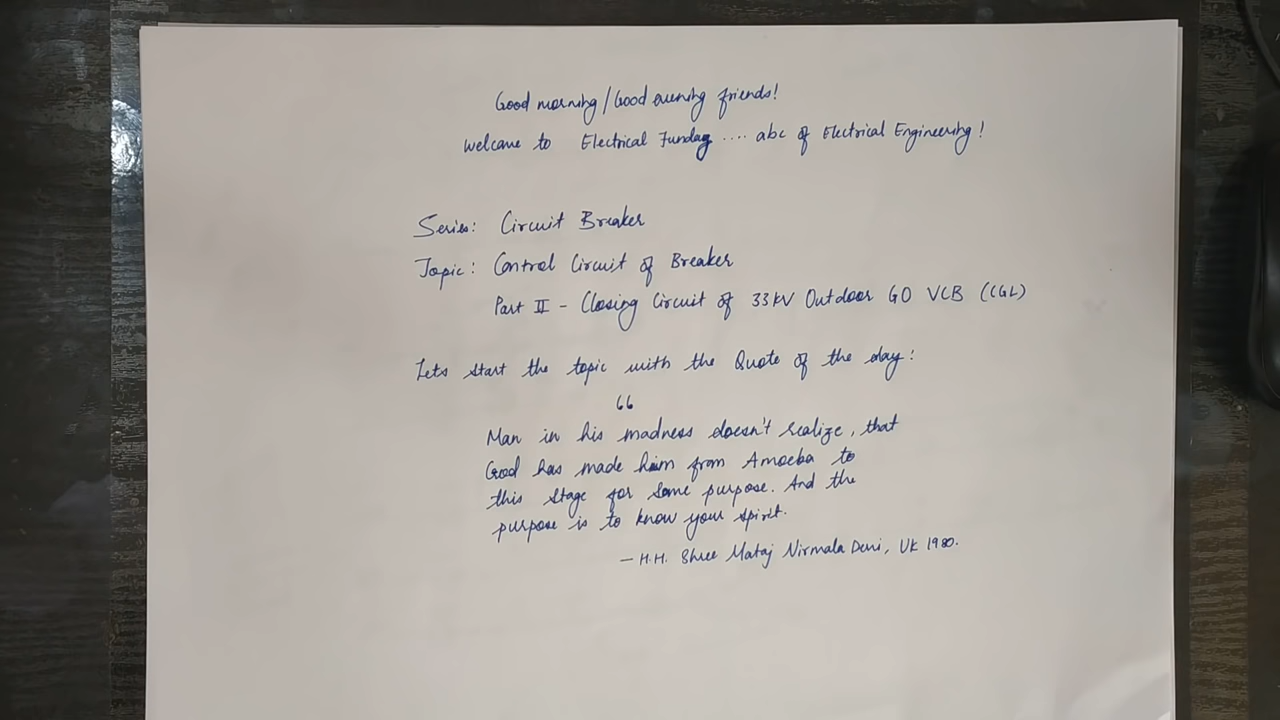 Good morning/Good evening friends!
Welcome to Electrical Fundas .... abc of Electrical Engineering!
Series: Circuit Breaker
Topic: Control Circuit of Breaker
Part II - Closing Circuit of 33kV Outdoor GO VCB (CGL)
Lets start the topic with the Quote of the day:
“
Man in his madness doesn't realize, that
God has made him from Amoeba to
this stage for some purpose. And the
purpose is to know your spirit.
— H.H. Shree Mataj Nirmala Devi, UK 1980.